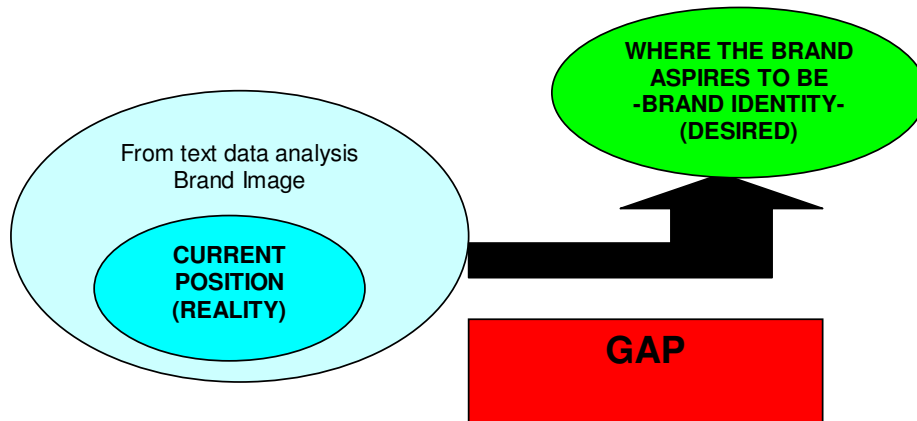 From text data analysis
Brand Image
CURRENT
POSITION
(REALITY)
WHERE THE BRAND
ASPIRES TO BE
-BRAND IDENTITY-
(DESIRED)
GAP